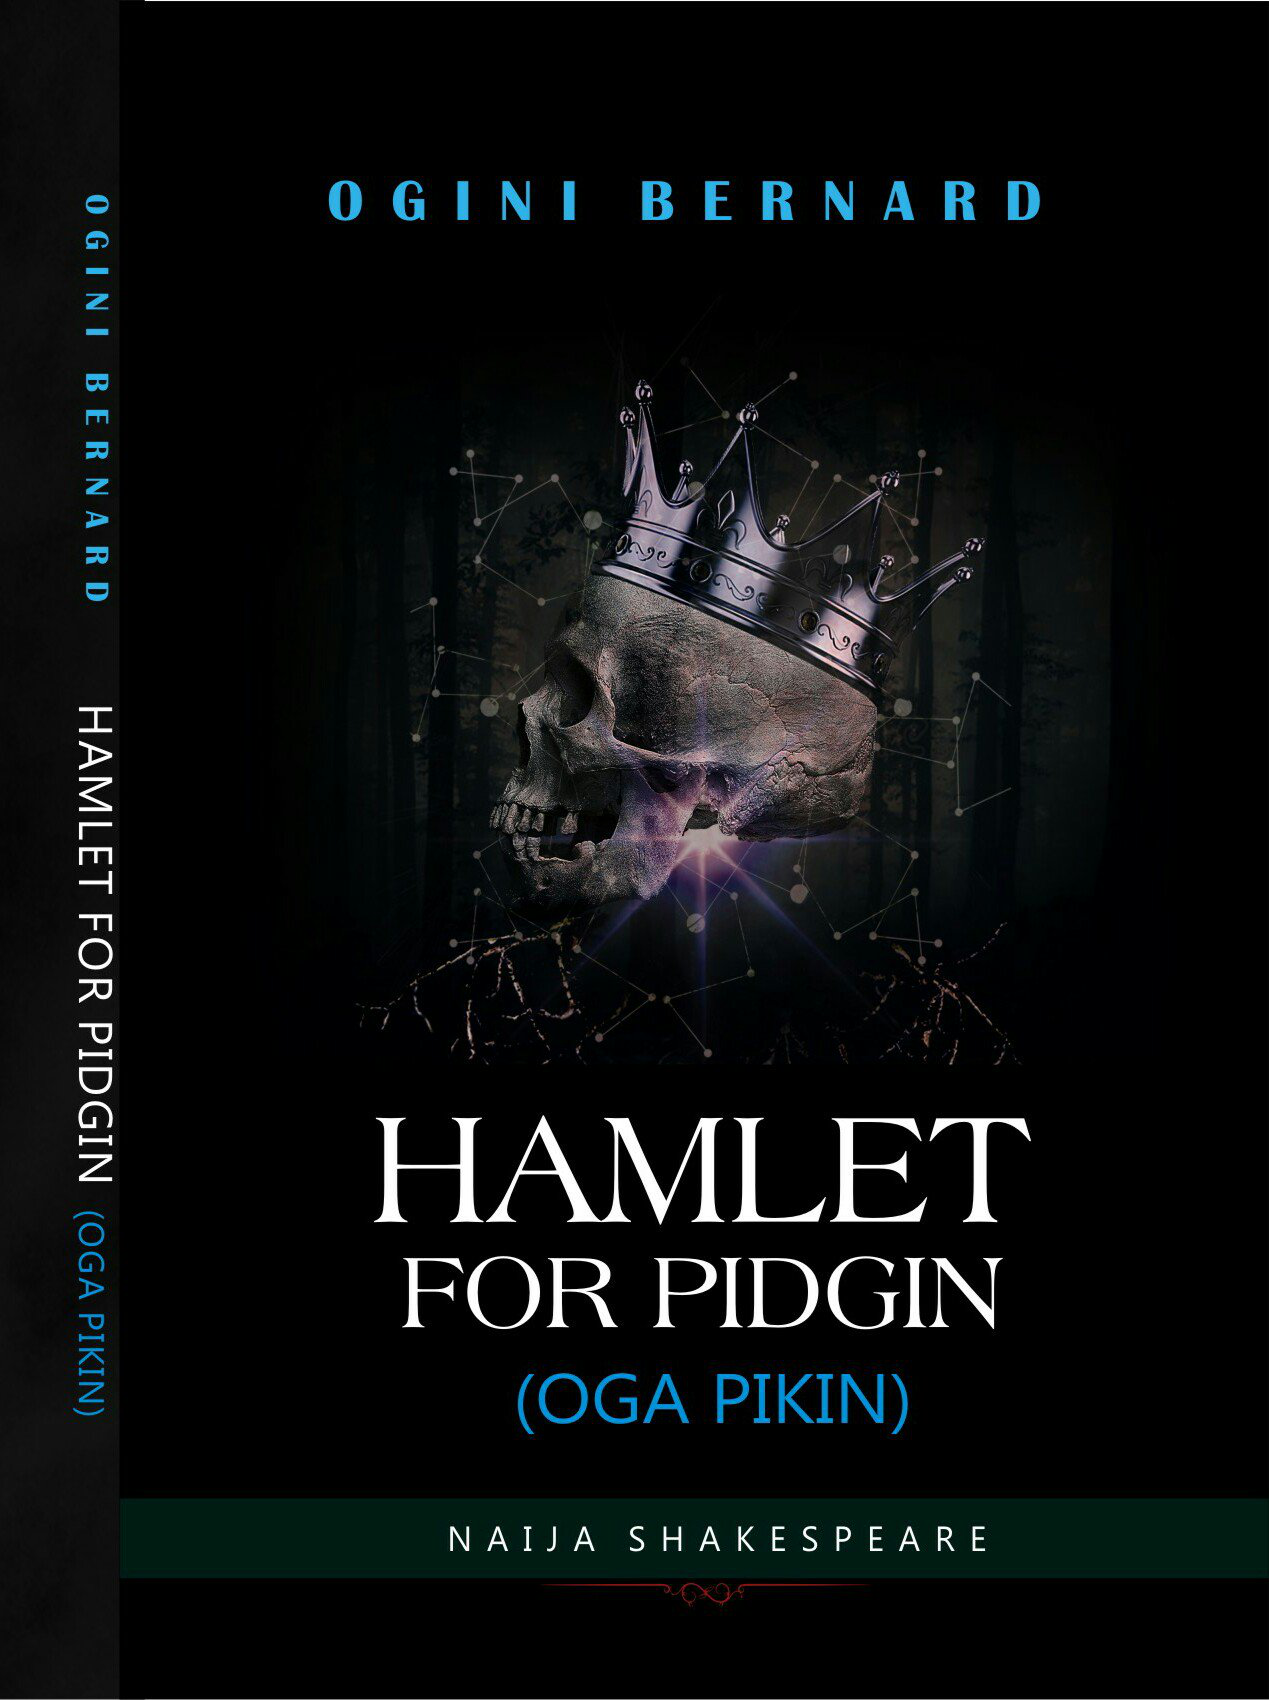 OGINI BERNARD HAMLET FOR PIDGIN (OGA PIKIN)
OGINI BERNARD
HAMLET
FOR PIDGIN
(OGA PIKIN)
NAIJA SHAKESPEARE